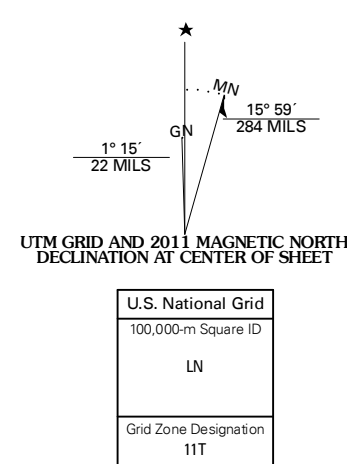 ★
MN
GN
15° 59´
284 MILS
1° 15´
22 MILS
UTM GRID AND 2011 MAGNETIC NORTH
DECLINATION AT CENTER OF SHEET
U.S. National Grid
100,000-m Square ID
LN
Grid Zone Designation
11T